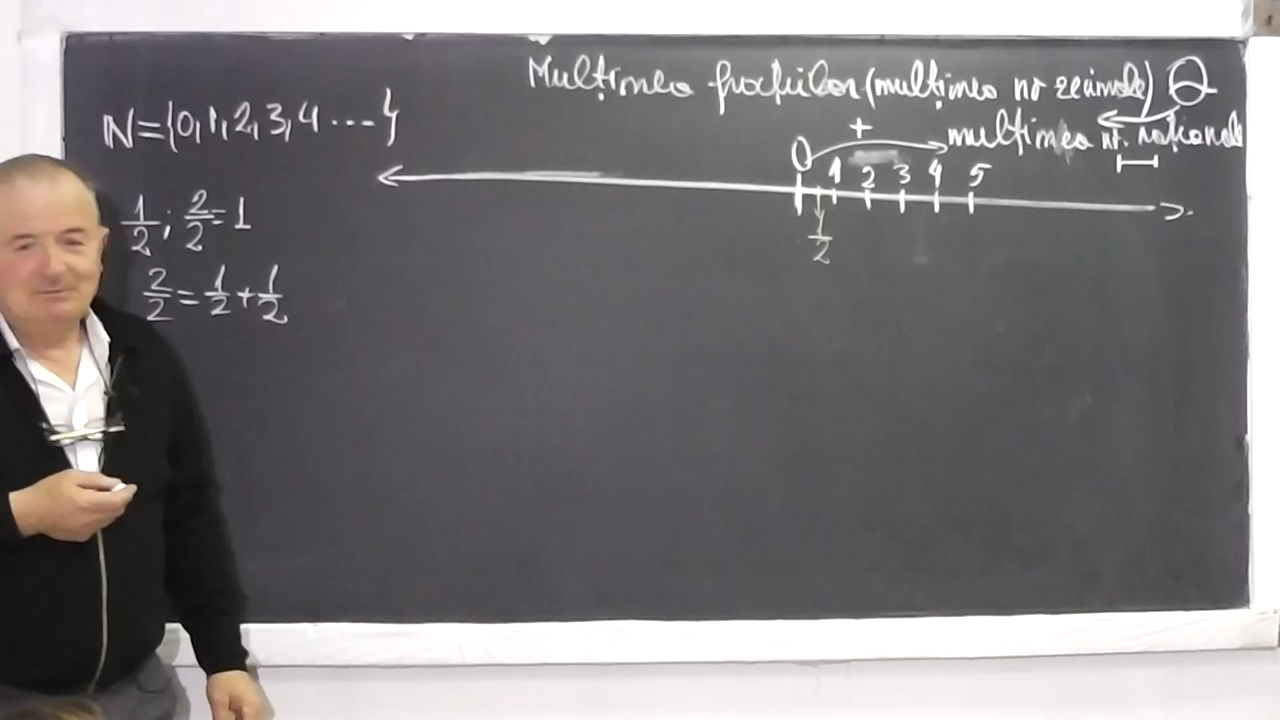 Mulțimea fracțiilor (mulțimea nr zecimale) Q
mulțimea nr. raționale
N={0,1,2,3,4 ....}
+
0 1 2 3 4 5
1/2
1/2 ; 2/2 = 1
2/2 = 1/2 + 1/2